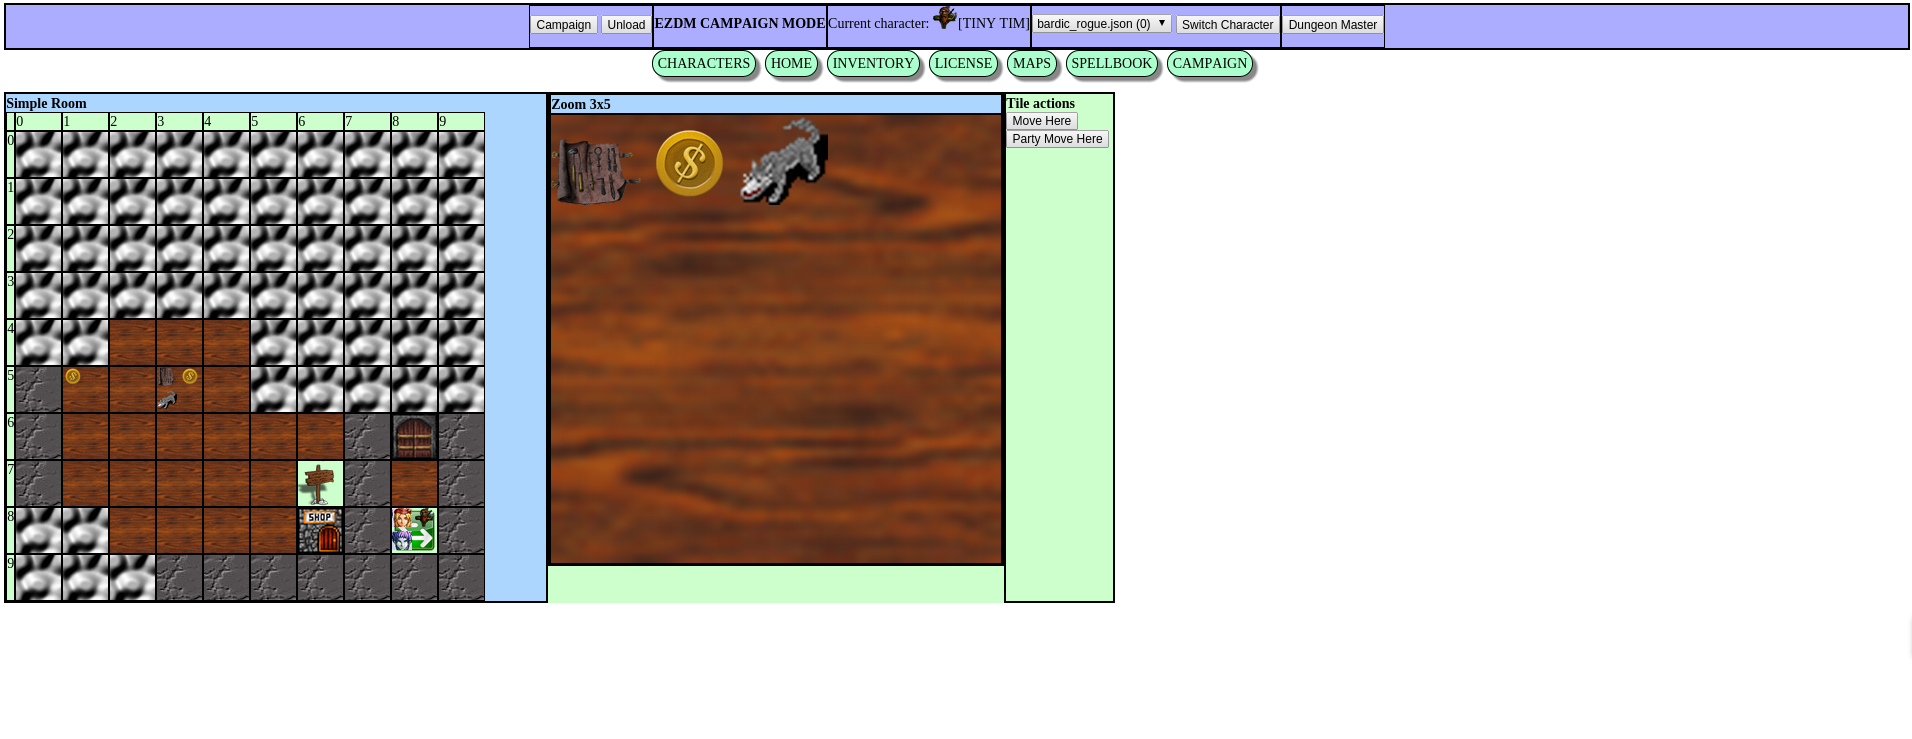 Campaign Unload EZDM CAMPAIGN MODE Current character: [TINY TIM] bardic_rogue.json (0) Switch Character Dungeon Master
CHARACTERS HOME INVENTORY LICENSE MAPS SPELLBOOK CAMPAIGN
Simple Room
0 1 2 3 4 5 6 7 8 9
0
1
2
3
4
5
6
7
8
SHOP
9
Zoom 3x5
$
Tile actions
Move Here
Party Move Here